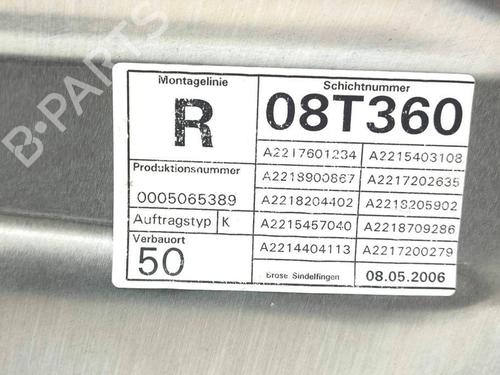 B-PARTS
Montagelinie
R
Schichtnummer
08T360
Produktionsnummer
0005065389
Auftragstyp K
Verbauort
50
A2217601234 A2215403108
A2218900867 A2217202635
A2218204402 A2218205902
A2215457040 A2218709286
A2214404113 A2217200279
Brose Sindelfingen 08.05.2006